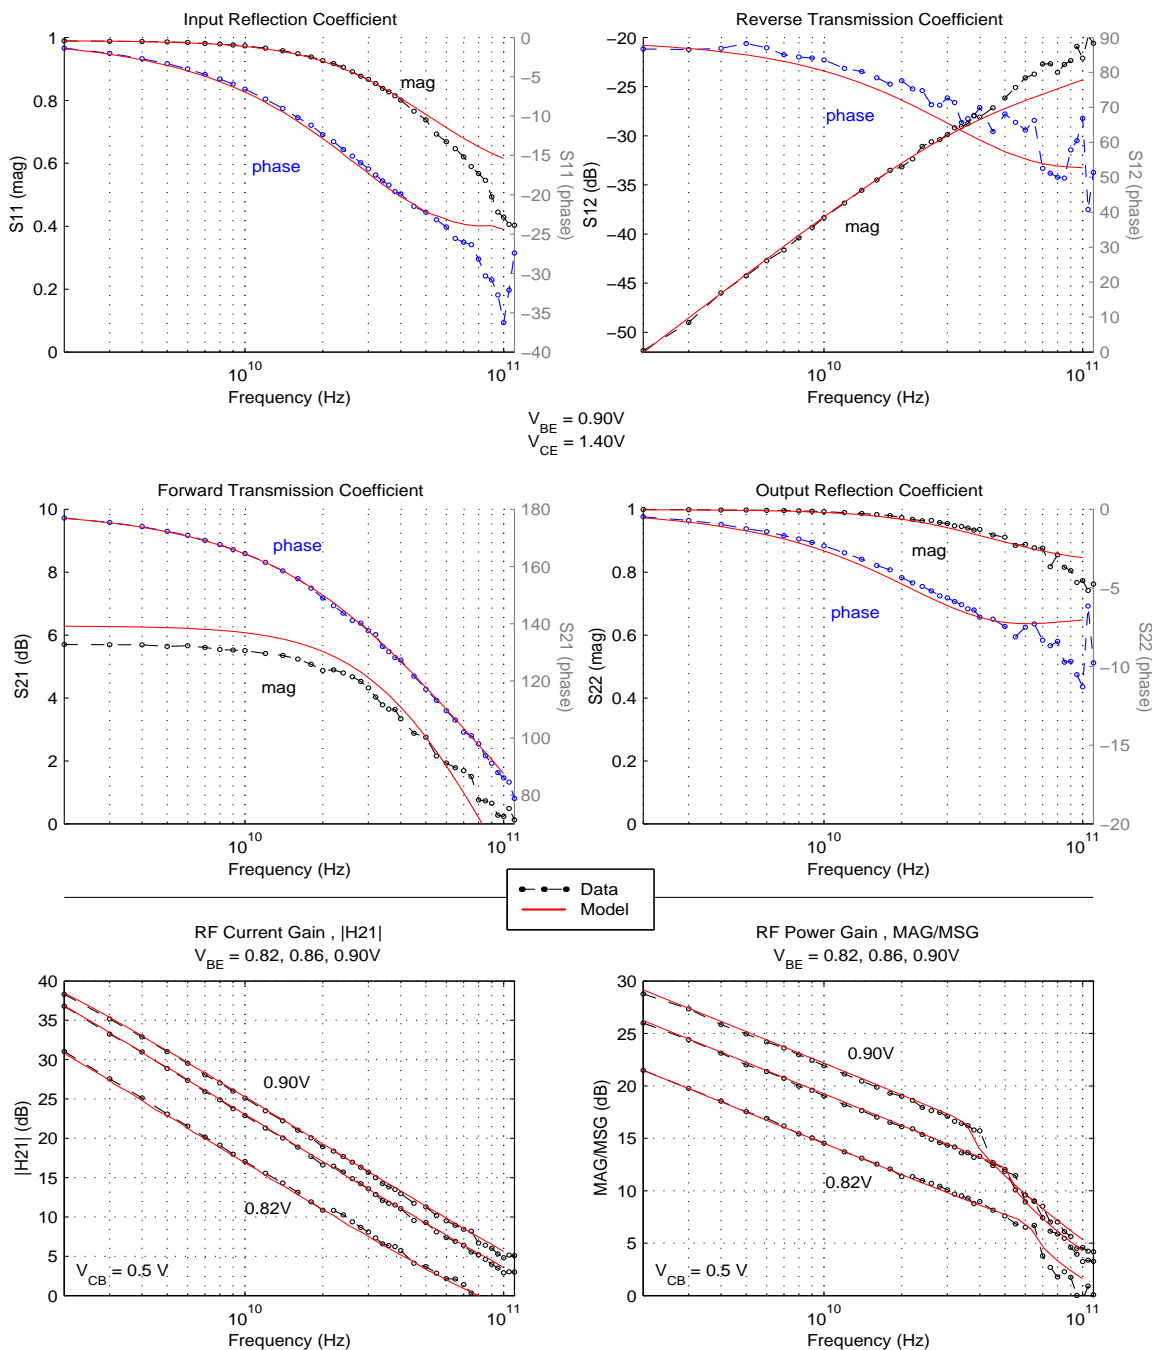 Input Reflection Coefficient
1
0.8
0.6
0.4
0.2
0
S11 (mag)
0
−5
−10
−15
−20
−25
−30
−35
−40
S11 (phase)
mag
phase
10^10
10^11
Frequency (Hz)
Reverse Transmission Coefficient
−20
−25
−30
−35
−45
−50
S12 (dB)
90
80
70
60
50
40
30
20
10
0
S12 (phase)
phase
mag
10^10
10^11
Frequency (Hz)
V_BE = 0.90V
V_CE = 1.40V
Forward Transmission Coefficient
10
8
6
4
2
0
S21 (dB)
180
160
140
120
100
80
S21 (phase)
phase
mag
10^10
10^11
Frequency (Hz)
Output Reflection Coefficient
1
0.8
0.6
0.4
0.2
0
S22 (mag)
0
−5
−10
−15
−20
S22 (phase)
mag
phase
10^10
10^11
Frequency (Hz)
Data
Model
RF Current Gain , |H21|
V_BE = 0.82, 0.86, 0.90V
40
35
30
25
20
15
10
5
0
|H21| (dB)
0.90V
0.82V
V_CB = 0.5 V
10^10
10^11
Frequency (Hz)
RF Power Gain , MAG/MSG
V_BE = 0.82, 0.86, 0.90V
30
25
20
15
10
5
0
MAG/MSG (dB)
0.90V
0.82V
V_CB = 0.5 V
10^10
10^11
Frequency (Hz)